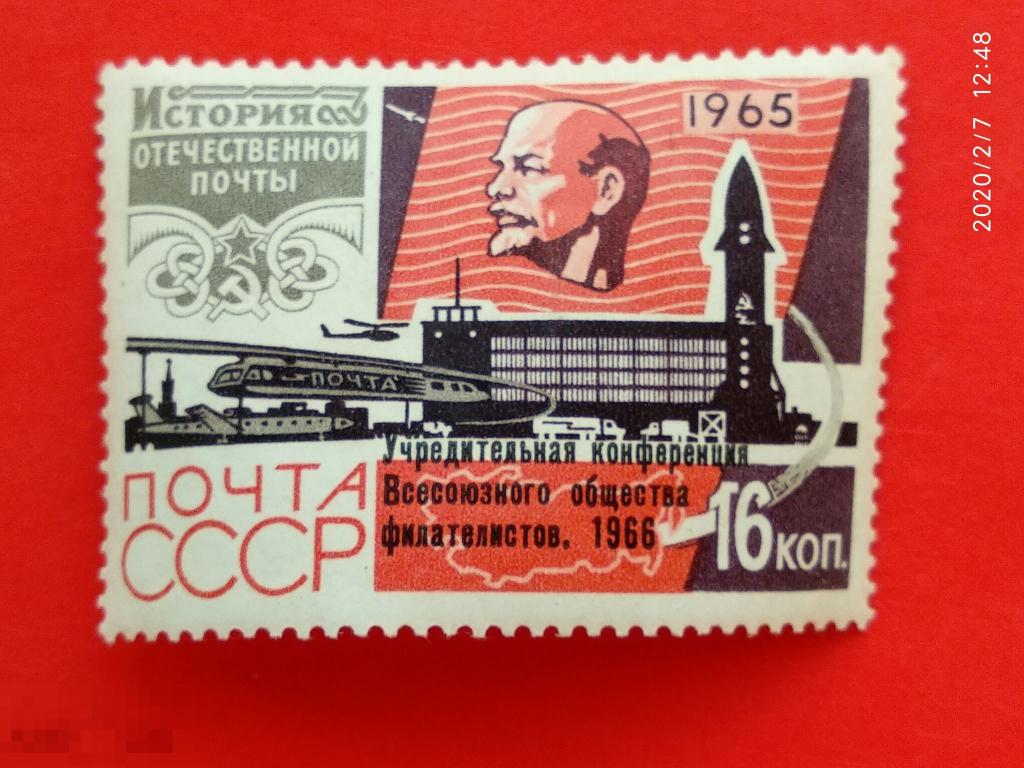 История
ОТЕЧЕСТВЕННОЙ
ПОЧТЫ
1965
ПОЧТА
Учредительная конференция
Всесоюзного общества
филателистов. 1966
ПОЧТА
СССР
16 КОП.
2020/2/7 12:48